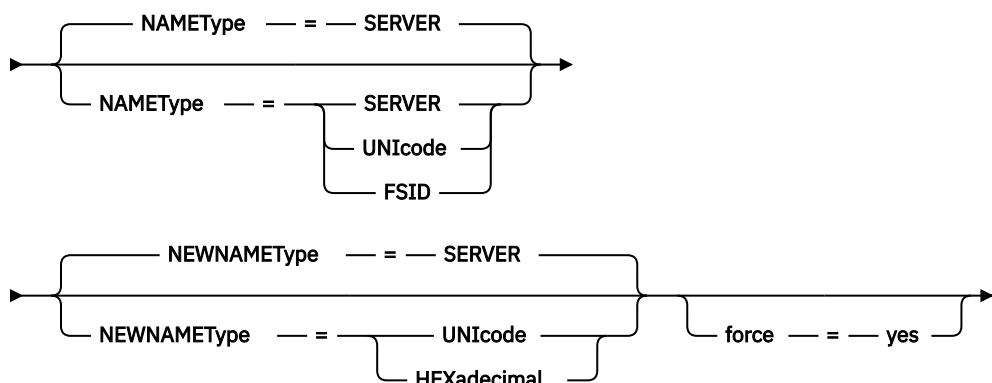 NAMEType = SERVER
NAMEType = SERVER
UNIcode
FSID
NEWNAMEType = SERVER
NEWNAMEType = UNIcode
HEXadecimal
force = yes